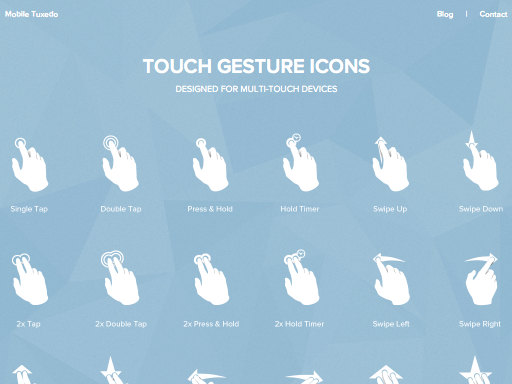 Mobile Tuxedo
Blog | Contact
TOUCH GESTURE ICONS
DESIGNED FOR MULTI-TOUCH DEVICES
Single Tap
Double Tap
Press & Hold
Hold Timer
Swipe Up
Swipe Down
2x Tap
2x Double Tap
2x Press & Hold
2x Hold Timer
Swipe Left
Swipe Right